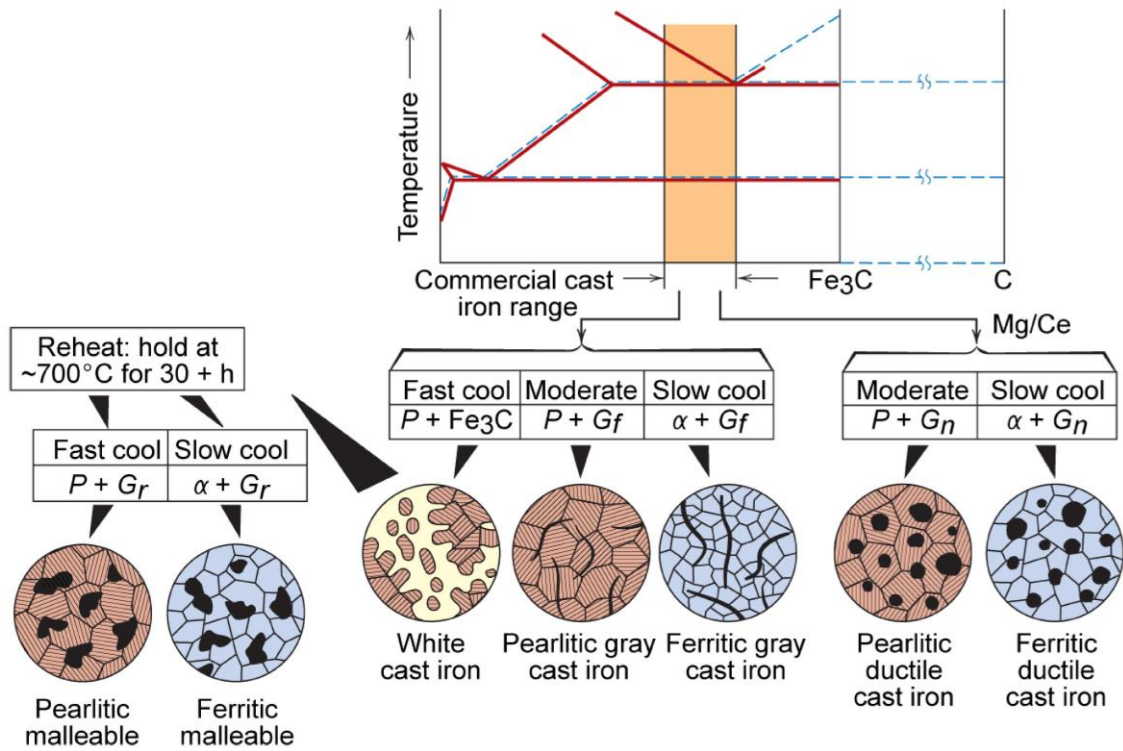 Temperature
Commercial cast
iron range
Fe3C
C
Mg/Ce
Reheat: hold at
~700°C for 30 + h
Fast cool
Slow cool
P + Gr
α + Gr
Fast cool
Moderate
Slow cool
P + Fe3C
P + Gf
α + Gf
Moderate
Slow cool
P + Gn
α + Gn
White
cast iron
Pearlitic gray
cast iron
Ferritic gray
cast iron
Pearlitic
ductile
cast iron
Ferritic
ductile
cast iron
Pearlitic
malleable
Ferritic
malleable